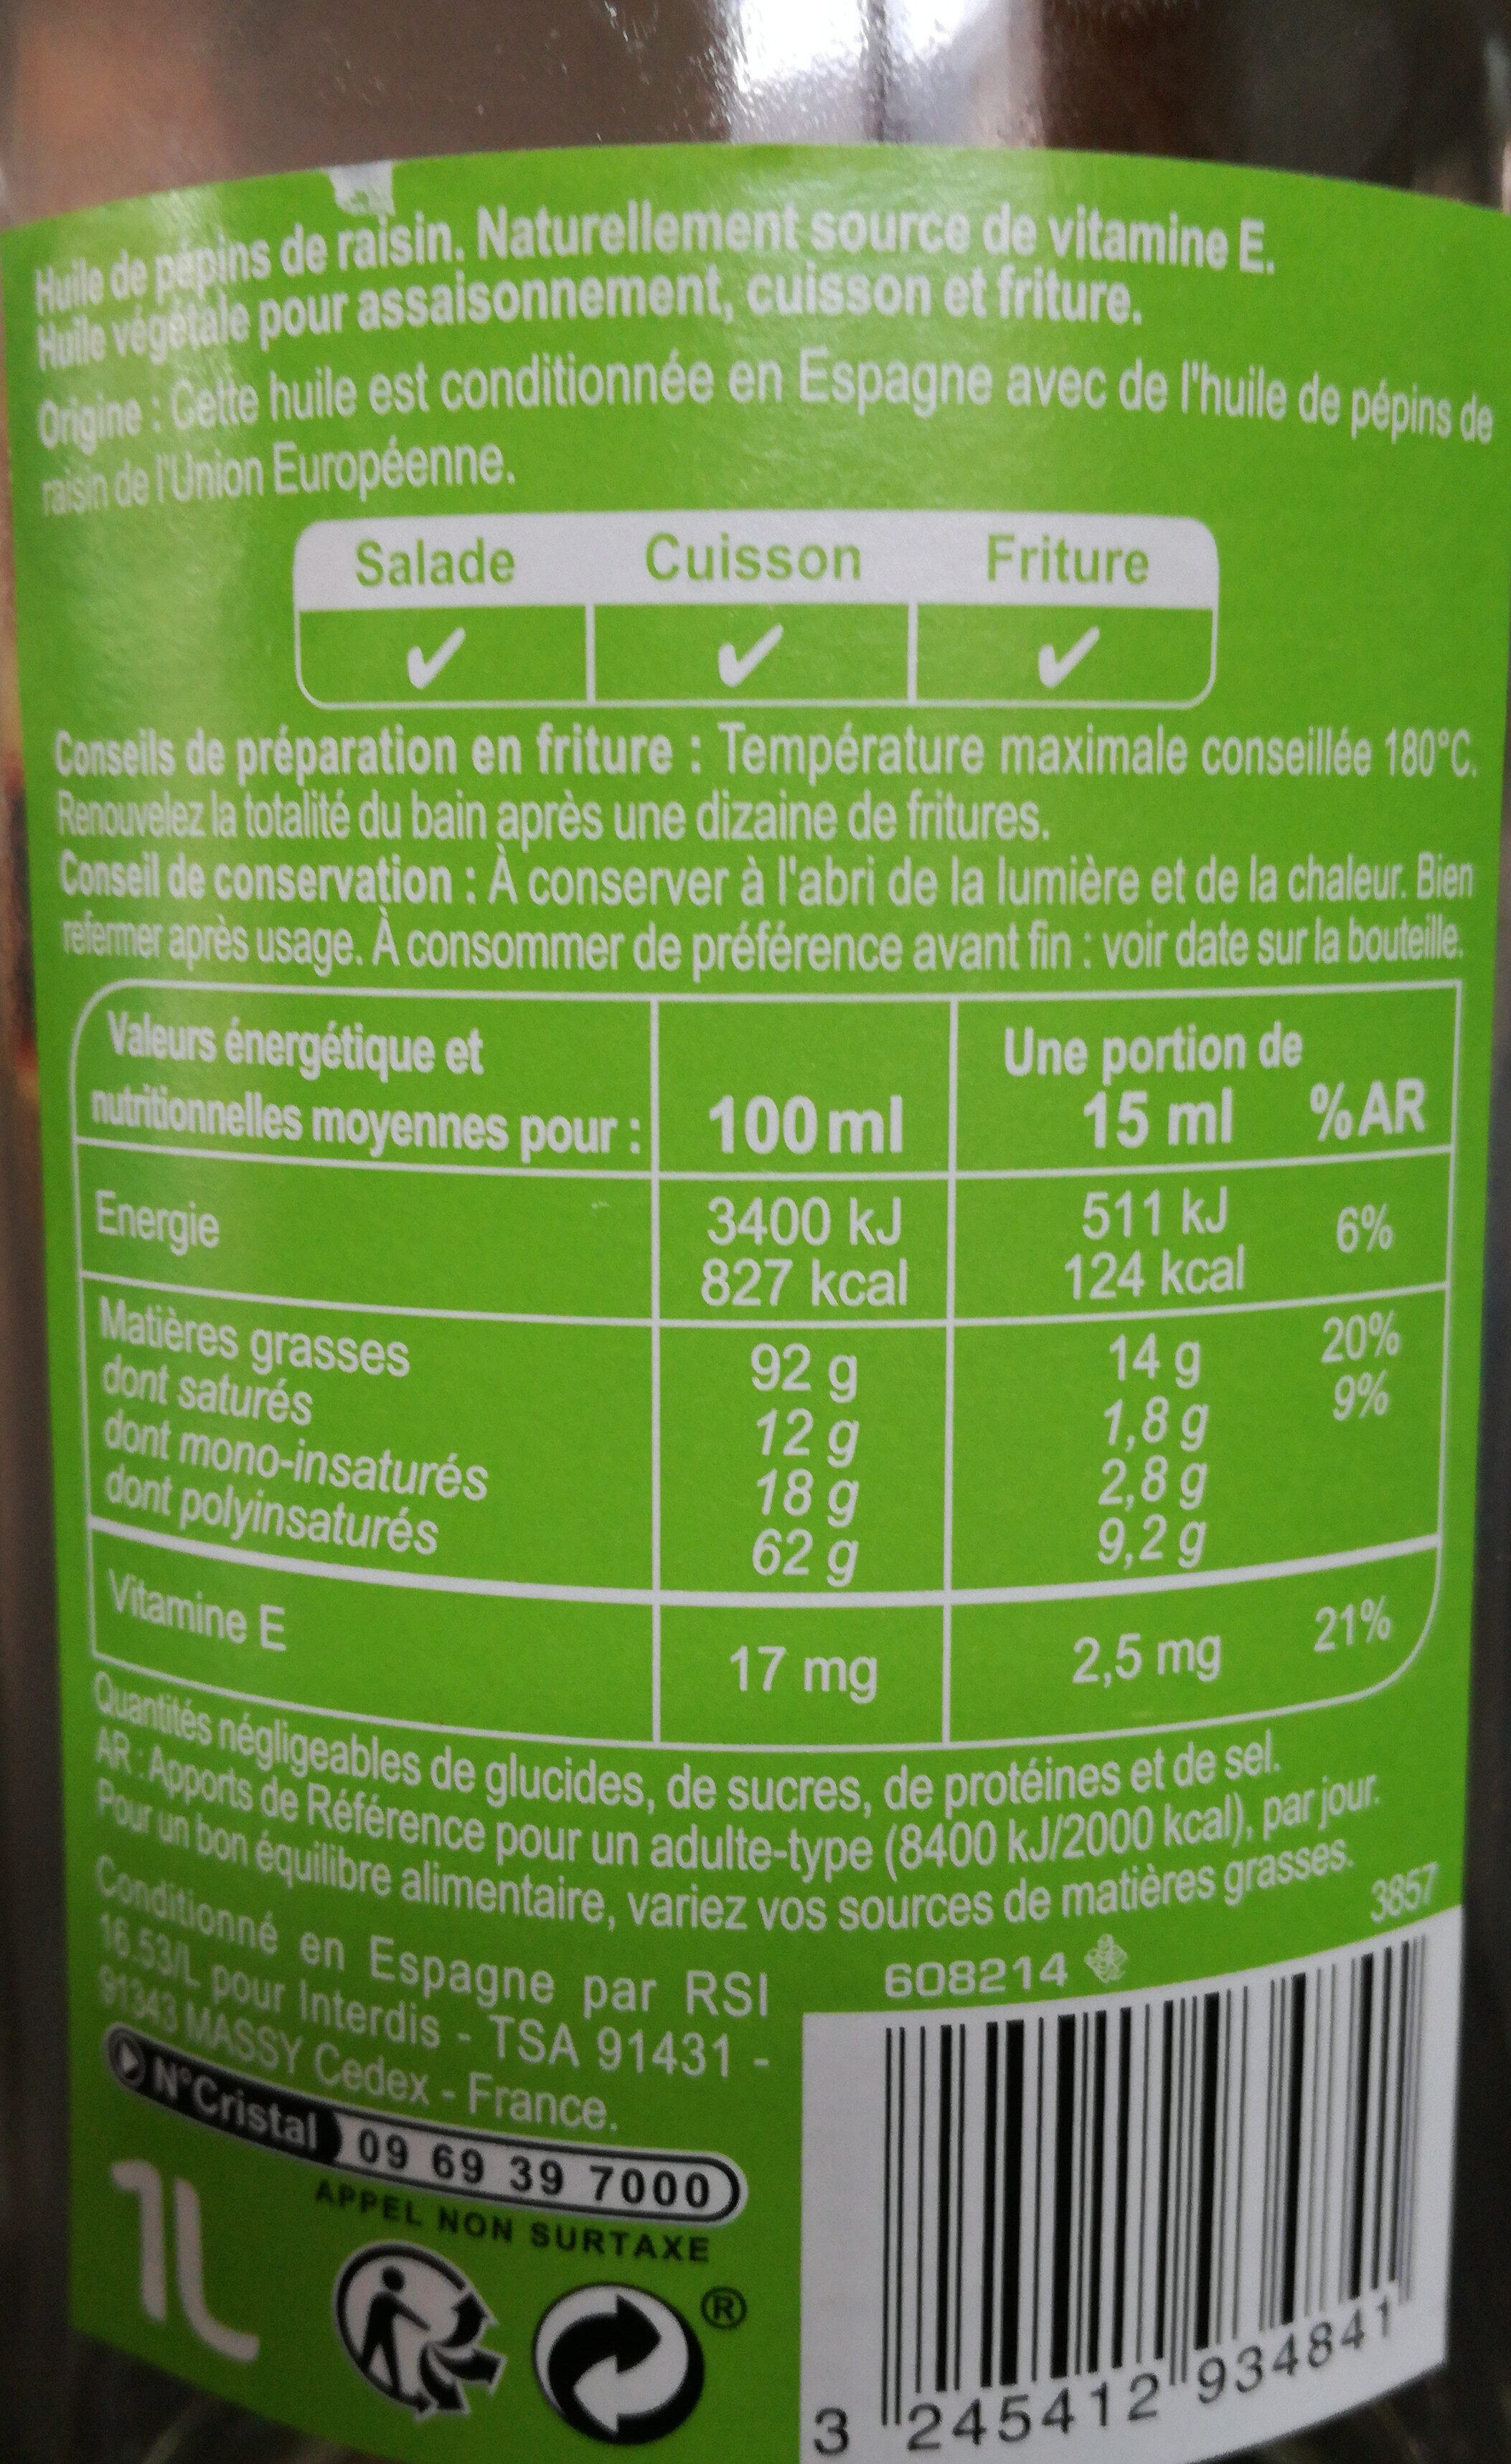 Huile de pépins de raisin. Naturellement source de vitamine E.
Huile végétale pour assaisonnement, cuisson et friture.
Origine : Cette huile est conditionnée en Espagne avec de l'huile de pépins de
raisin de l'Union Européenne.
Salade Cuisson Friture
✓ ✓ ✓
Conseils de préparation en friture : Température maximale conseillée 180°C.
Renouvelez la totalité du bain après une dizaine de fritures.
Conseil de conservation : À conserver à l'abri de la lumière et de la chaleur. Bien
refermer après usage. À consommer de préférence avant fin : voir date sur la bouteille.
Valeurs énergétique et Une portion de
nutritionnelles moyennes pour : 100 ml 15 ml %AR
Energie 3400 kJ 511 kJ 6%
827 kcal 124 kcal
Matières grasses 92 g 14 g 20%
dont saturés 12 g 1,8 g 9%
dont mono-insaturés 18 g 2,8 g
dont polyinsaturés 62 g 9,2 g
Vitamine E 17 mg 2,5 mg 21%
Quantités négligeables de glucides, de sucres, de protéines et de sel.
AR : Apports de Référence pour un adulte-type (8400 kJ/2000 kcal), par jour.
Pour un bon équilibre alimentaire, variez vos sources de matières grasses.
Conditionné en Espagne par RSI
16.53/L pour Interdis - TSA 91431 -
91343 MASSY Cedex - France.
N°Cristal 09 69 39 7000
APPEL NON SURTAXE
1L
®
608214
3857
3 245412 934841